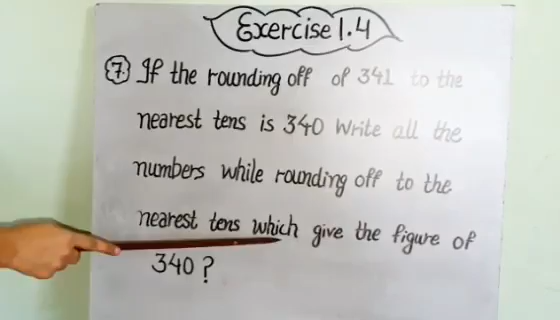 Exercise 1.4
7. If the rounding off of 341 to the
nearest tens is 340 Write all the
numbers while rounding off to the
nearest tens which give the figure of
340?